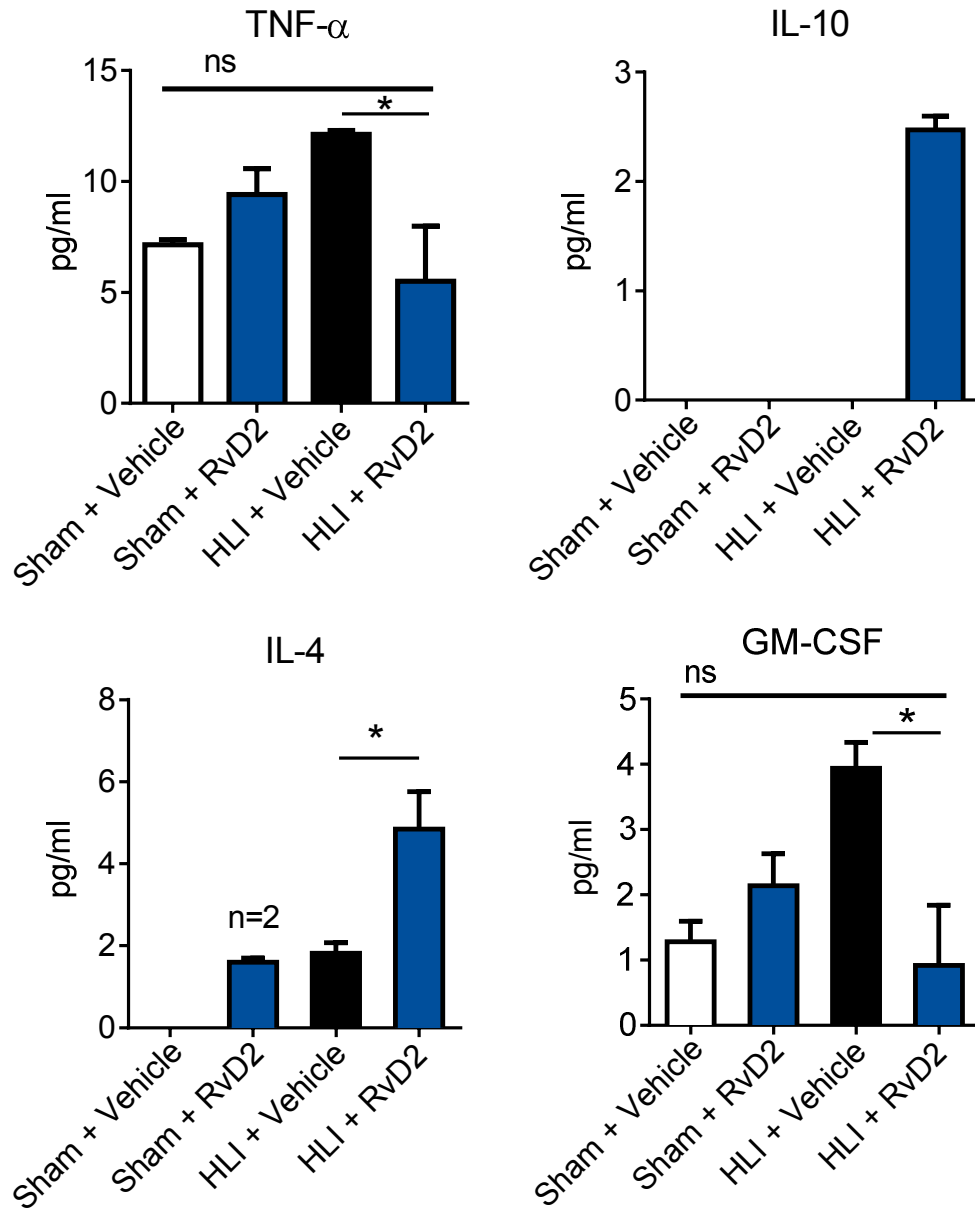 TNF-α
ns
*
15
10
5
0
pg/ml
Sham + Vehicle
Sham + RvD2
HLI + Vehicle
HLI + RvD2
IL-10
3
2
1
0
pg/ml
Sham + Vehicle
Sham + RvD2
HLI + Vehicle
HLI + RvD2
IL-4
*
n=2
8
6
4
2
0
pg/ml
Sham + Vehicle
Sham + RvD2
HLI + Vehicle
HLI + RvD2
GM-CSF
ns
*
5
4
3
2
1
0
pg/ml
Sham + Vehicle
Sham + RvD2
HLI + Vehicle
HLI + RvD2